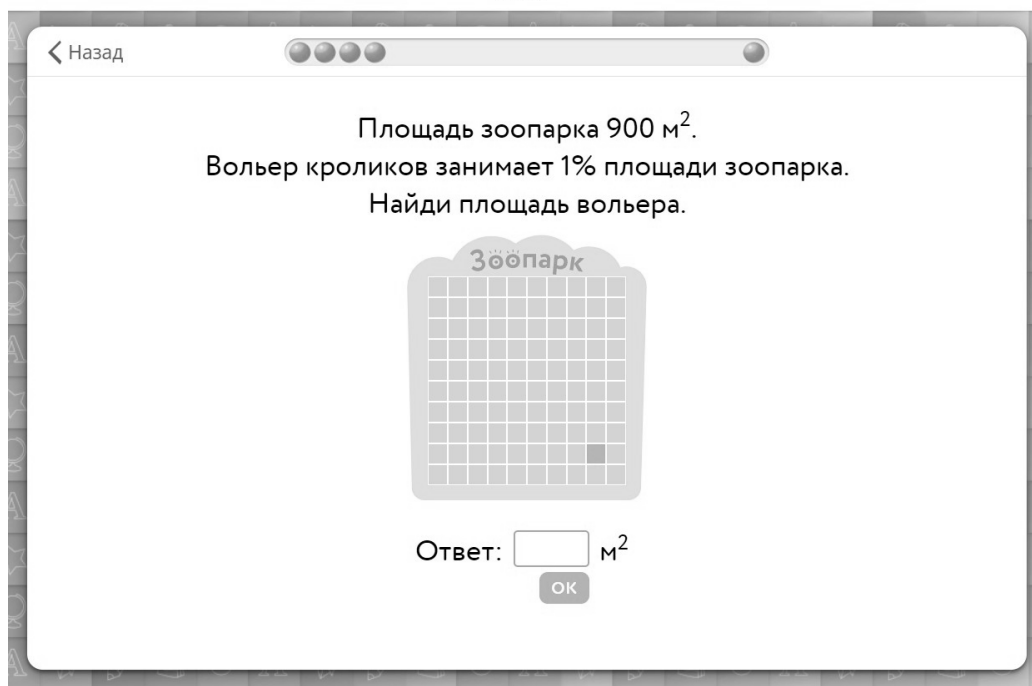 Назад
Площадь зоопарка 900 м².
Вольер кроликов занимает 1% площади зоопарка.
Найди площадь вольера.
Зоопарк
Ответ: м²
ОК